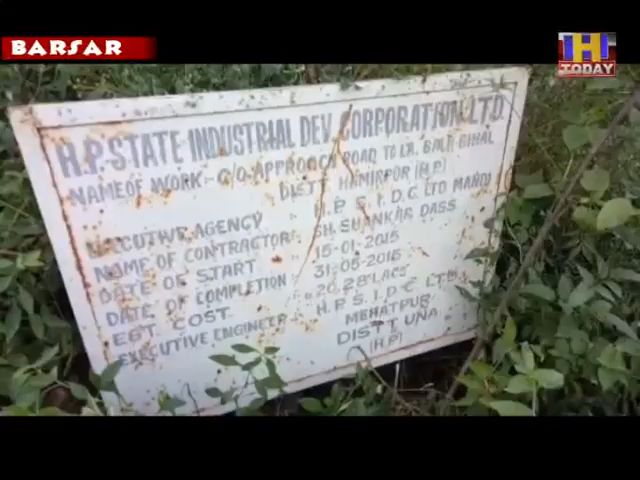 BARSAR
H
TODAY
H.P. STATE INDUSTRIAL DEV. CORPORATION LTD.
NAME OF WORK - C/O APPROACH ROAD TO I.A. BIHAL
DISTT HAMIRPUR (H.P)
EXECUTIVE AGENCY H P S I D C LTD MANDI
NAME OF CONTRACTOR SH. SHANKAR DASS
DATE OF START 15-01-2015
DATE OF COMPLETION 31-05-2015
EST. COST 20.28 LACS
EXECUTIVE ENGINEER H.P.S.I.D.C LTD.
MEHATPUR
DISTT UNA
(H.P)